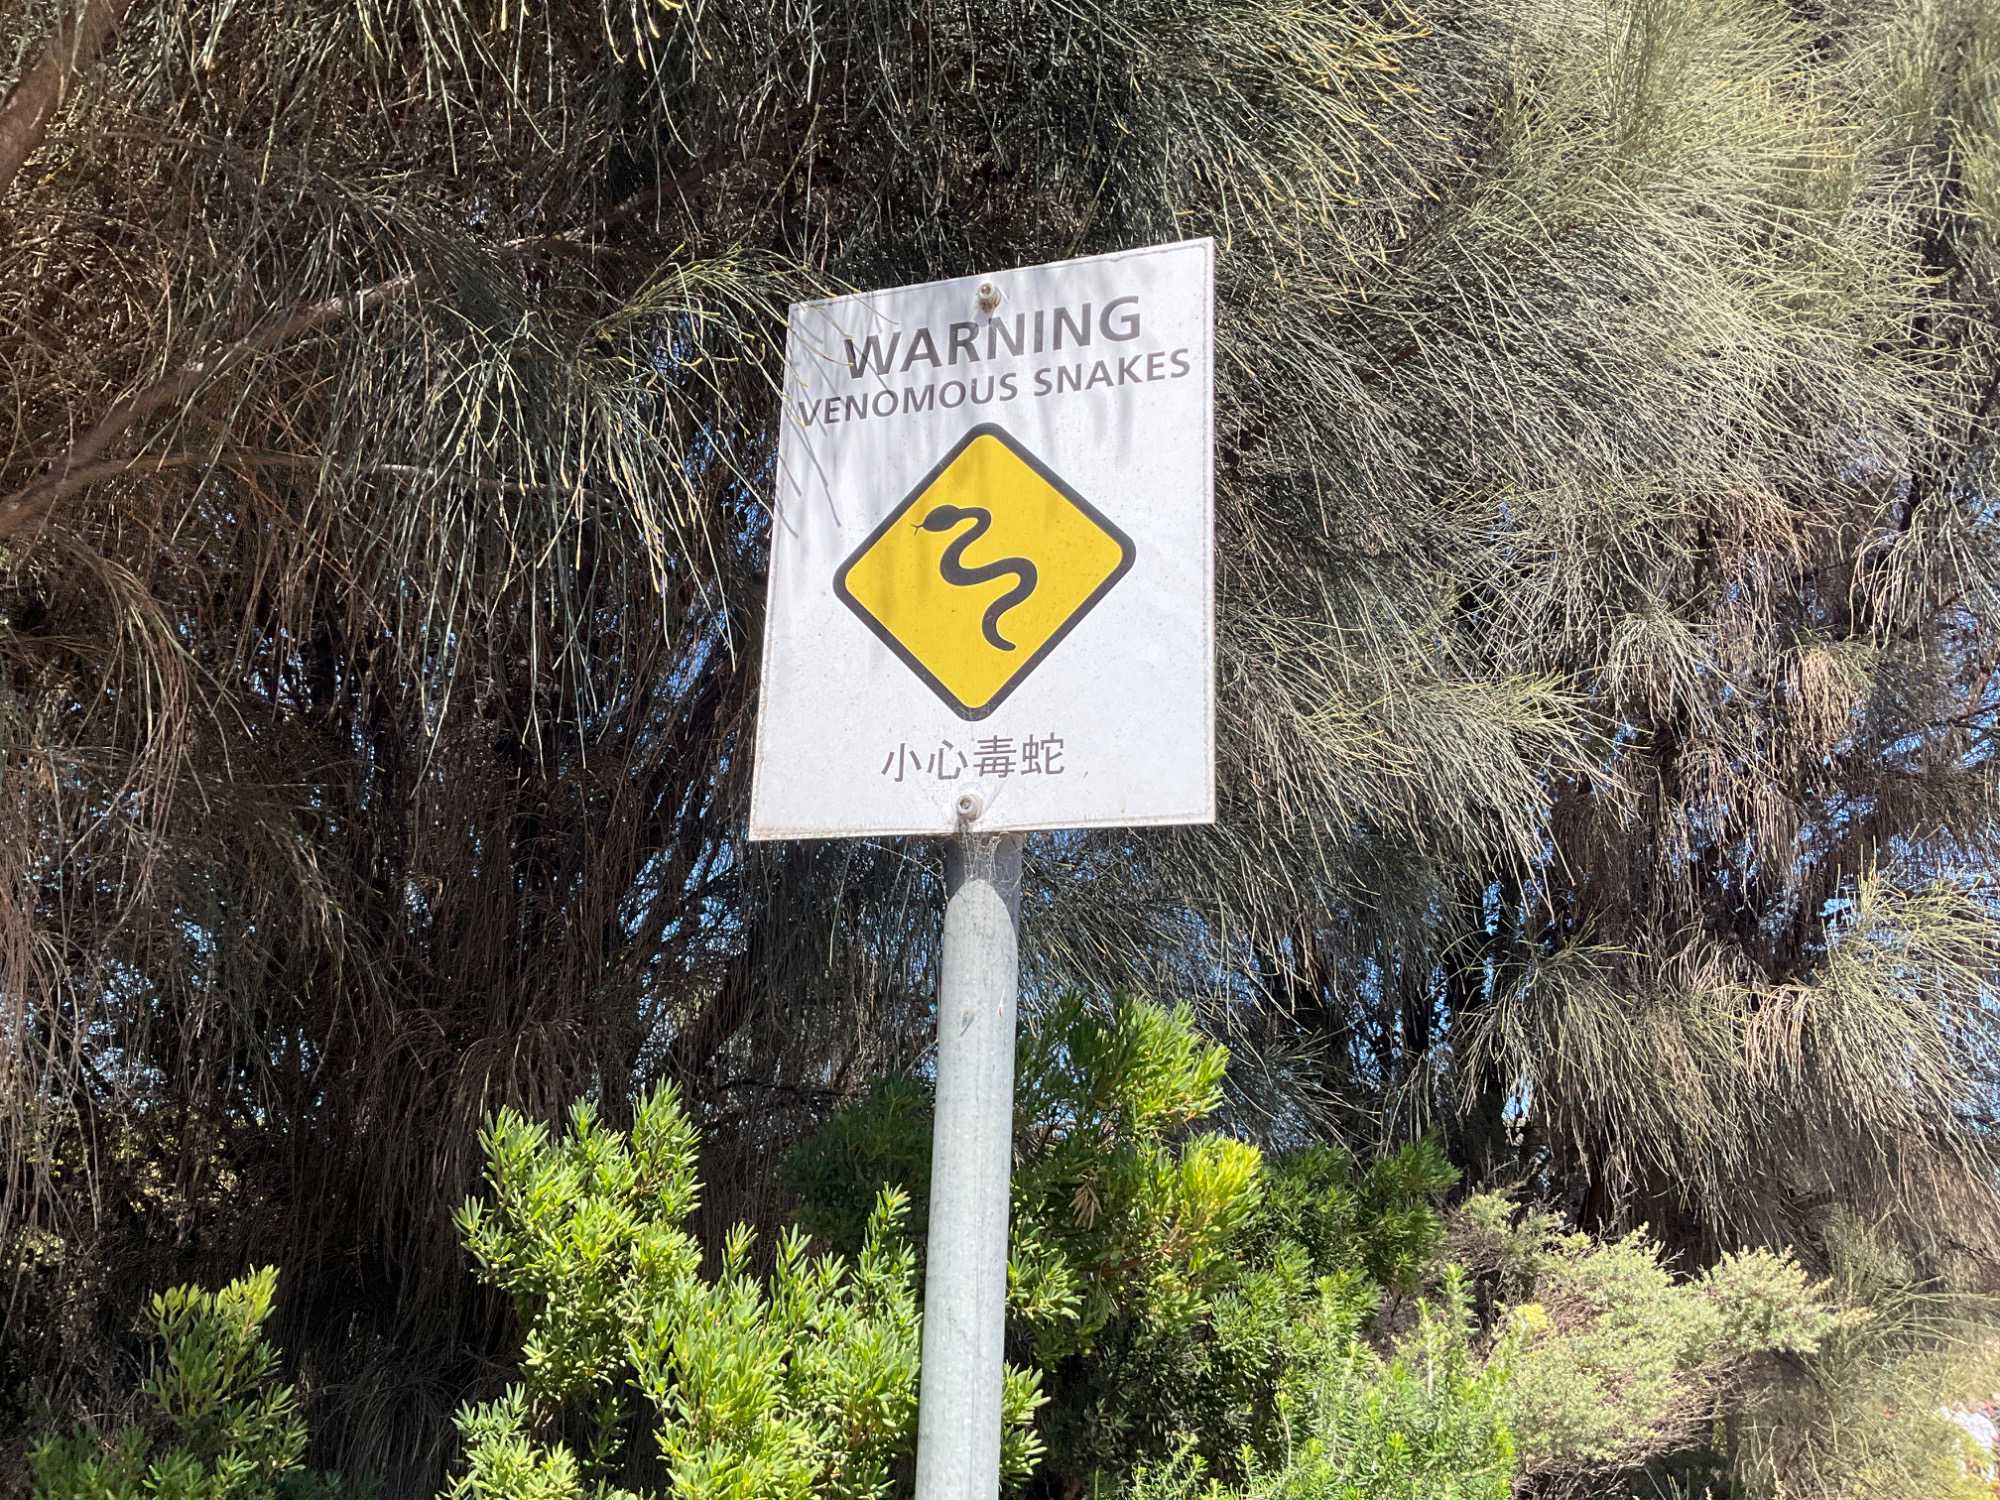 WARNING
VENOMOUS SNAKES
小心毒蛇